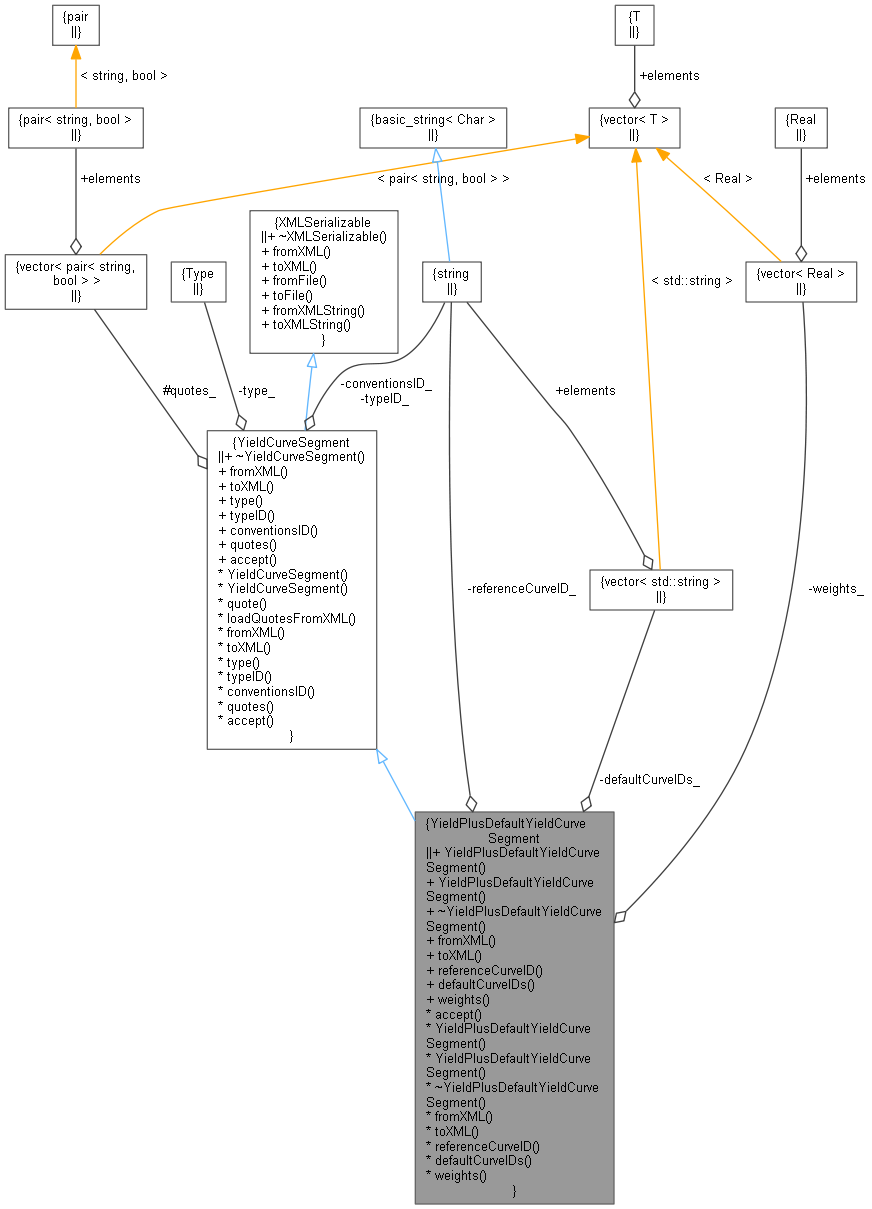 {pair
||}
{T
||}
< string, bool >
+elements
{pair< string, bool >
||}
{basic_string< Char >
||}
{vector< T >
||}
{Real
||}
+elements
< pair< string, bool > >
< Real >
+elements
{XMLSerializable
||+ ~XMLSerializable()
+ fromXML()
+ toXML()
+ fromFile()
+ toFile()
+ fromXMLString()
+ toXMLString()
}
{vector< pair< string,
bool > >
||}
{Type
||}
{string
||}
< std::string >
{vector< Real >
||}
#quotes_
-type_
-conventionsID_
-typeID_
+elements
{YieldCurveSegment
||+ ~YieldCurveSegment()
+ fromXML()
+ toXML()
+ type()
+ typeID()
+ conventionsID()
+ quotes()
+ accept()
* YieldCurveSegment()
* YieldCurveSegment()
* quote()
* loadQuotesFromXML()
* fromXML()
* toXML()
* type()
* typeID()
* conventionsID()
* quotes()
* accept()
}
-referenceCurveID_
{vector< std::string >
||}
-weights_
-defaultCurveIDs_
{YieldPlusDefaultYieldCurve
Segment
||+ YieldPlusDefaultYieldCurve
Segment()
+ YieldPlusDefaultYieldCurve
Segment()
+ ~YieldPlusDefaultYieldCurve
Segment()
+ fromXML()
+ toXML()
+ referenceCurveID()
+ defaultCurveIDs()
+ weights()
* accept()
* YieldPlusDefaultYieldCurve
Segment()
* YieldPlusDefaultYieldCurve
Segment()
* ~YieldPlusDefaultYieldCurve
Segment()
* fromXML()
* toXML()
* referenceCurveID()
* defaultCurveIDs()
* weights()
}